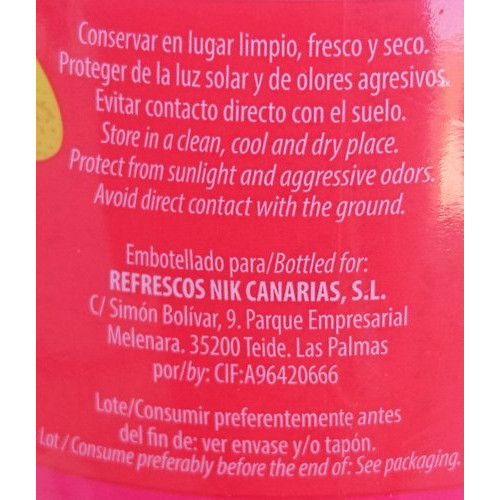 Conservar en lugar limpio, fresco y seco.
Proteger de la luz solar y de olores agresivos.
Evitar contacto directo con el suelo.
Store in a clean, cool and dry place.
Protect from sunlight and aggressive odors.
Avoid direct contact with the ground.
Embotellado para/Bottled for:
REFRESCOS NIK CANARIAS, S.L.
C/ Simón Bolívar, 9. Parque Empresarial
Melenara. 35200 Telde. Las Palmas
por/by: CIF:A96420666
Lote/Consumir preferentemente antes
del fin de: ver envase y/o tapón.
Lot / Consume preferably before the end of: See packaging.